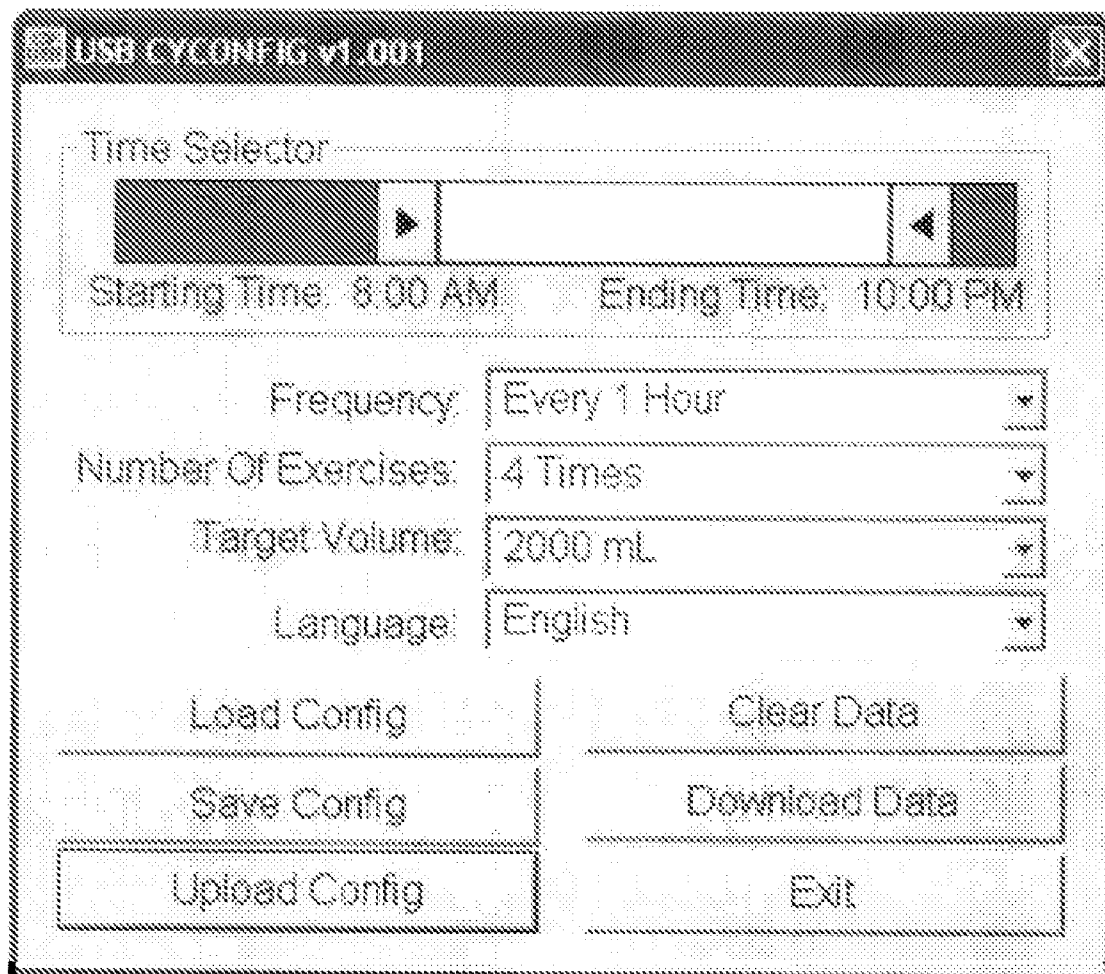 USB CYCONFIG v1.001
Time Selector
Starting Time: 8:00 AM Ending Time: 10:00 PM
Frequency: Every 1 Hour
Number Of Exercises: 4 Times
Target Volume: 2000 mL
Language: English
Load Config Clear Data
Save Config Download Data
Upload Config Exit